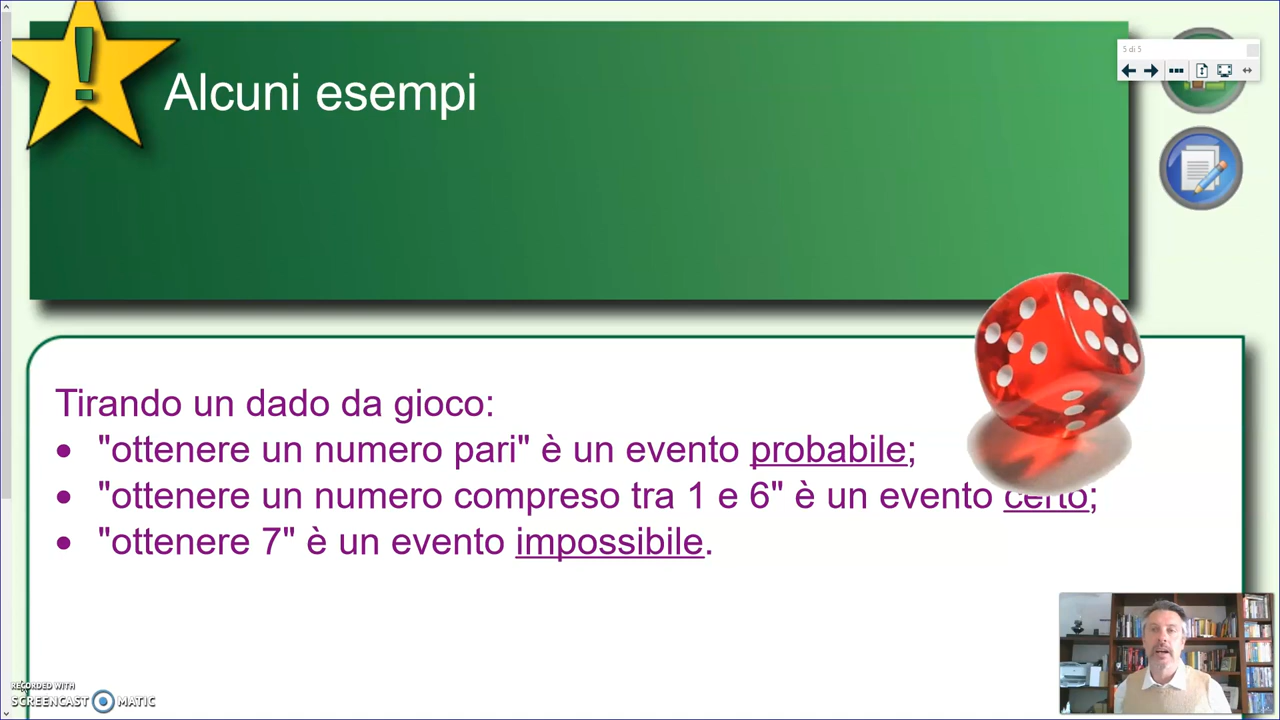 Alcuni esempi
5 di 5
Tirando un dado da gioco:
• "ottenere un numero pari" è un evento probabile;
• "ottenere un numero compreso tra 1 e 6" è un evento certo;
• "ottenere 7" è un evento impossibile.
RECORDED WITH
SCREENCAST MATIC